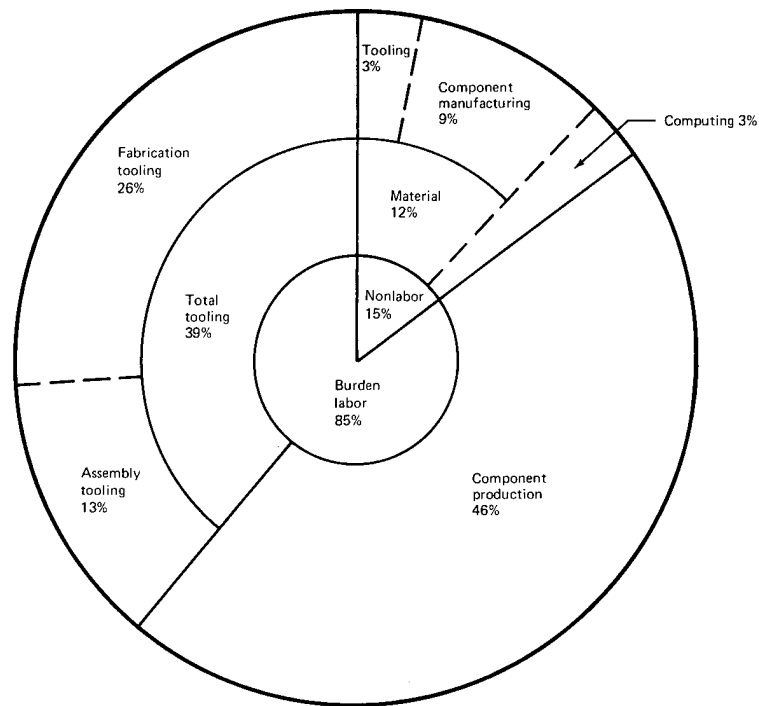 Tooling
3%
Component
manufacturing
9%
Computing 3%
Fabrication
tooling
26%
Material
12%
Total
tooling
39%
Nonlabor
15%
Burden
labor
85%
Assembly
tooling
13%
Component
production
46%